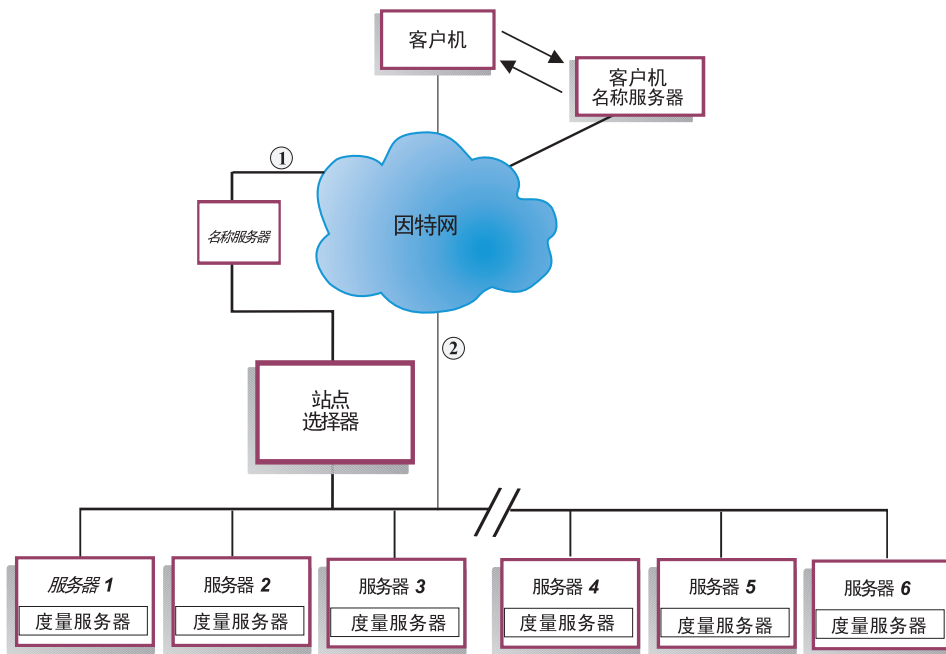 客户机
客户机
名称服务器
①
因特网
名称服务器
②
站点
选择器
服务器 1
度量服务器
服务器 2
度量服务器
服务器 3
度量服务器
服务器 4
度量服务器
服务器 5
度量服务器
服务器 6
度量服务器